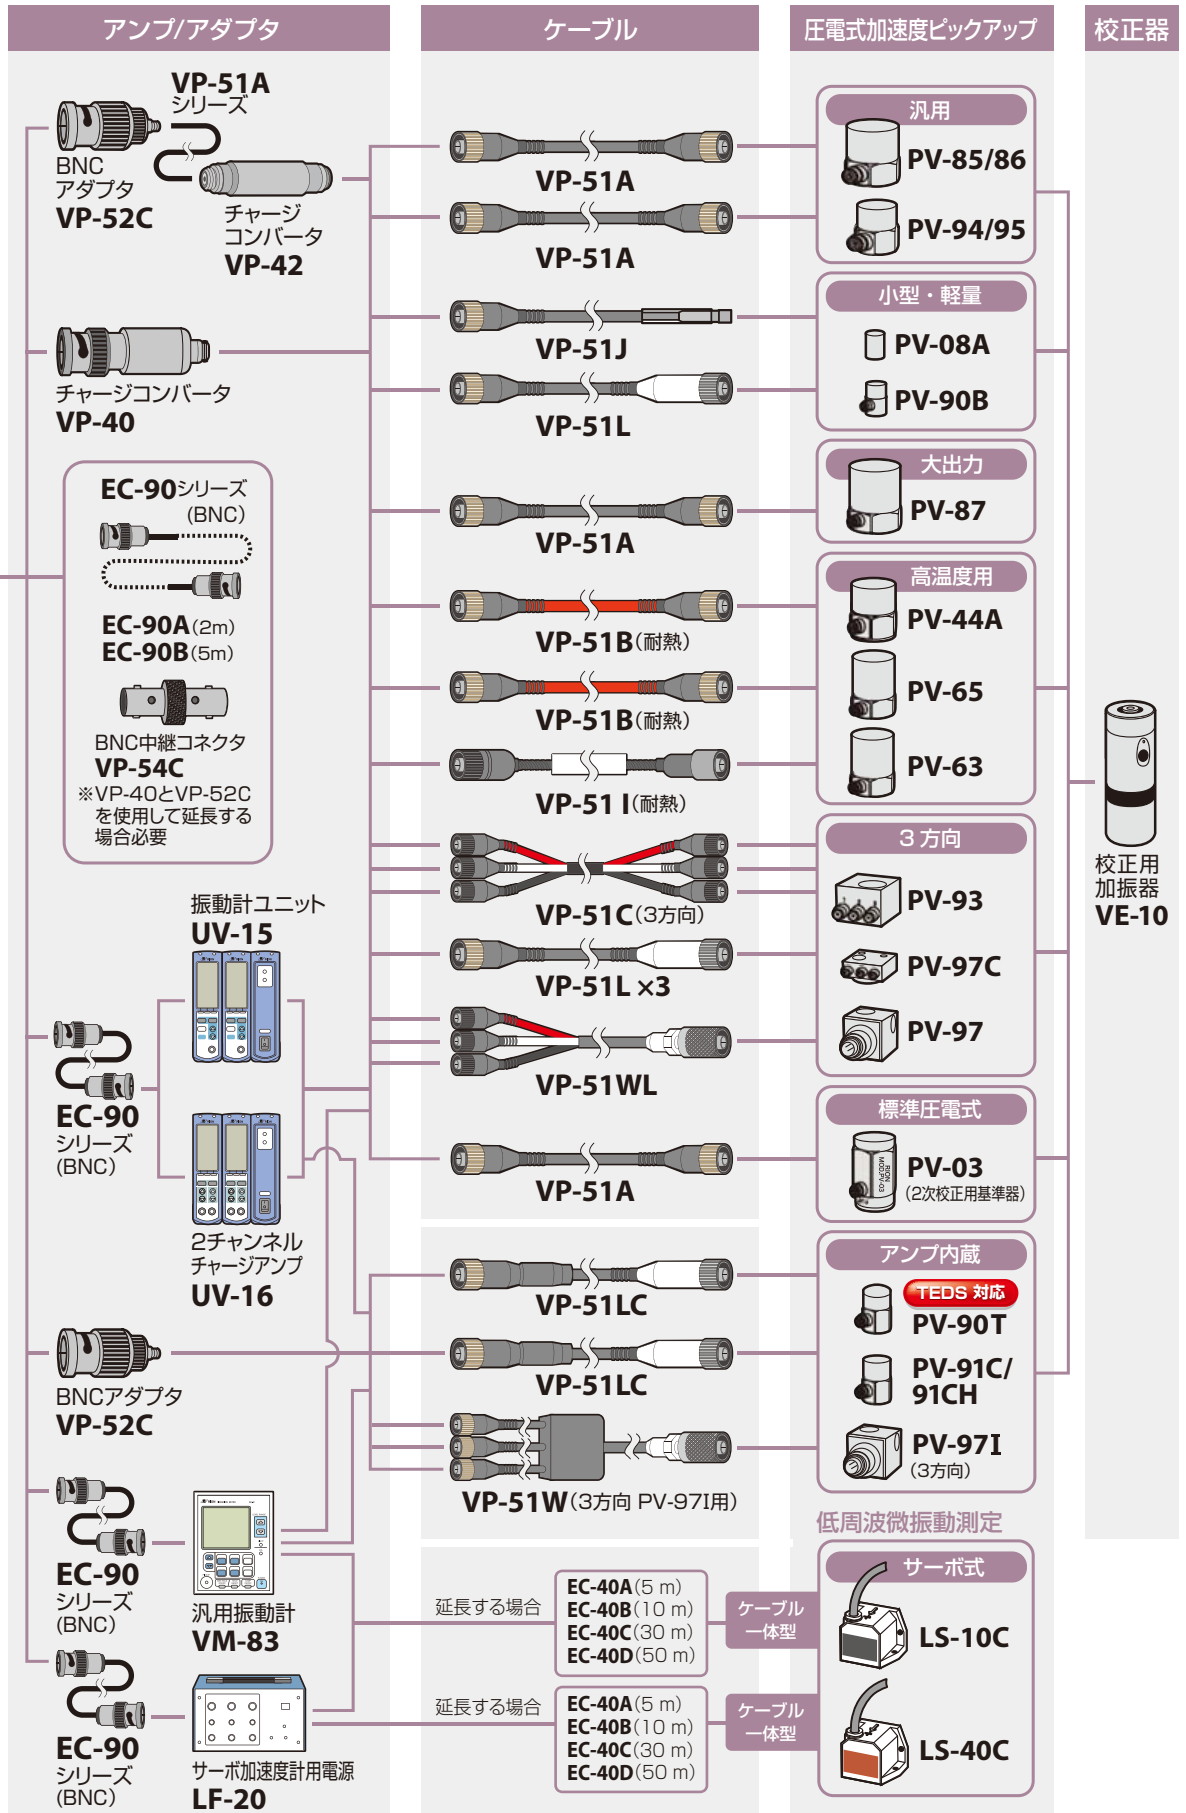 アンプ/アダプタ
VP-51A
シリーズ
BNC
アダプタ
VP-52C
チャージ
コンバータ
VP-42
チャージコンバータ
VP-40
EC-90シリーズ
(BNC)
EC-90A(2m)
EC-90B(5m)
BNC中継コネクタ
VP-54C
※VP-40とVP-52C
を使用して延長する
場合必要
振動計ユニット
UV-15
EC-90
シリーズ
(BNC)
2チャンネル
チャージアンプ
UV-16
BNCアダプタ
VP-52C
EC-90
シリーズ
(BNC)
汎用振動計
VM-83
EC-90
シリーズ
(BNC)
サーボ加速度計用電源
LF-20
ケーブル
VP-51A
VP-51A
VP-51J
VP-51L
VP-51A
VP-51B(耐熱)
VP-51B(耐熱)
VP-51I(耐熱)
VP-51C(3方向)
VP-51L×3
VP-51WL
VP-51A
VP-51LC
VP-51LC
VP-51W(3方向 PV-97I用)
延長する場合
EC-40A(5 m)
EC-40B(10 m)
EC-40C(30 m)
EC-40D(50 m)
ケーブル
一体型
延長する場合
EC-40A(5 m)
EC-40B(10 m)
EC-40C(30 m)
EC-40D(50 m)
ケーブル
一体型
圧電式加速度ピックアップ
汎用
PV-85/86
PV-94/95
小型・軽量
PV-08A
PV-90B
大出力
PV-87
高温度用
PV-44A
PV-65
PV-63
3方向
PV-93
PV-97C
PV-97
標準圧電式
RION
MOD.PV-03
PV-03
(2次校正用基準器)
アンプ内蔵
TEDS 対応
PV-90T
PV-91C/
91CH
PV-97I
(3方向)
低周波微振動測定
サーボ式
LS-10C
LS-40C
校正器
校正用
加振器
VE-10